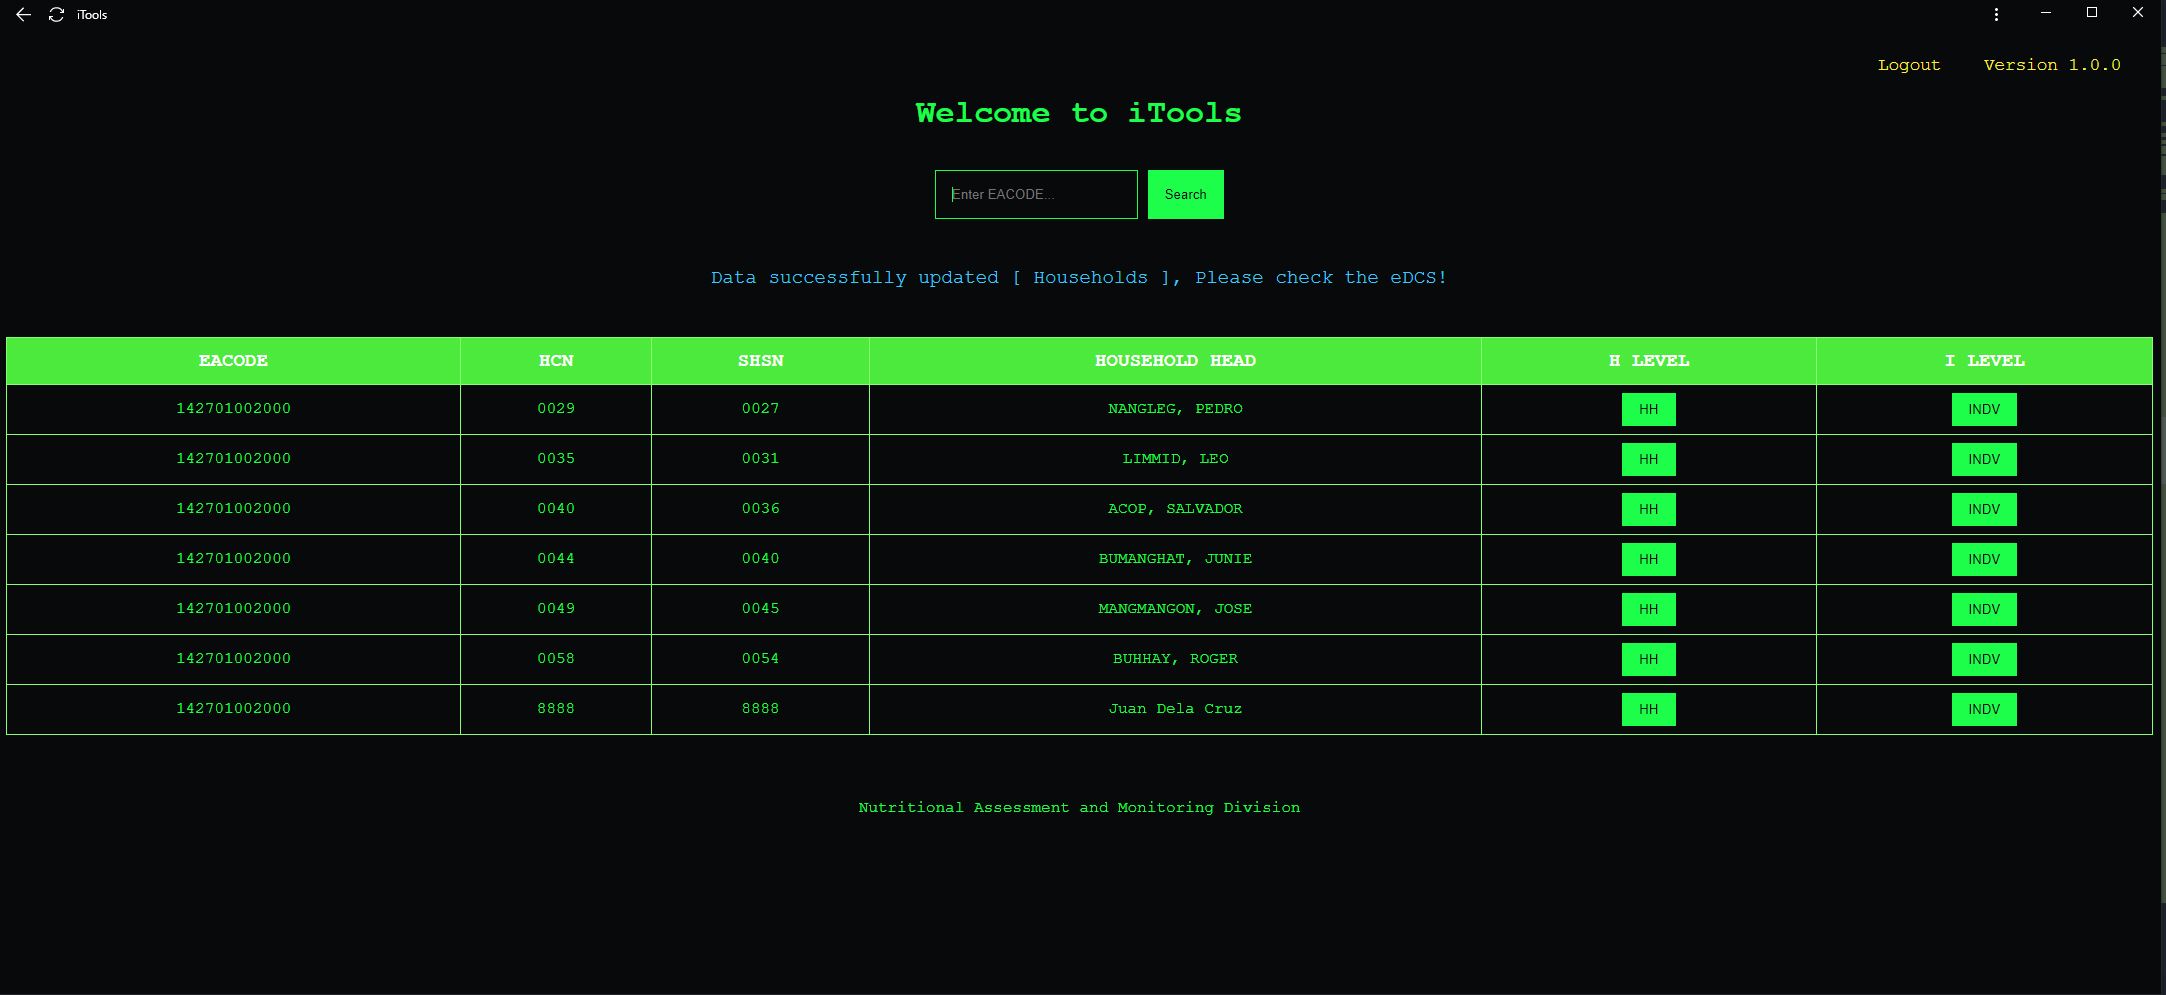 iTools
Logout Version 1.0.0
Welcome to iTools
Enter EACODE... Search
Data successfully updated [ Households ], Please check the eDCS!
EACODE HCN SHSN HOUSEHOLD HEAD H LEVEL I LEVEL
142701002000 0029 0027 NANGLEG, PEDRO HH INDV
142701002000 0035 0031 LIMMID, LEO HH INDV
142701002000 0040 0036 ACOP, SALVADOR HH INDV
142701002000 0044 0040 BUMANGHAT, JUNIE HH INDV
142701002000 0049 0045 MANGMANGON, JOSE HH INDV
142701002000 0058 0054 BUHHAY, ROGER HH INDV
142701002000 8888 8888 Juan Dela Cruz HH INDV
Nutritional Assessment and Monitoring Division